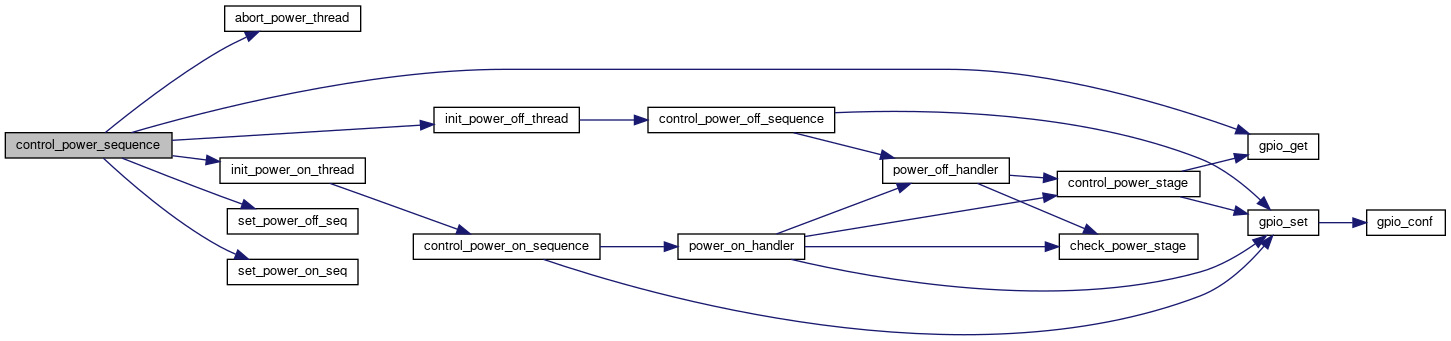 abort_power_thread
control_power_sequence
init_power_off_thread
control_power_off_sequence
gpio_get
init_power_on_thread
power_off_handler
control_power_stage
set_power_off_seq
gpio_set
gpio_conf
control_power_on_sequence
power_on_handler
check_power_stage
set_power_on_seq